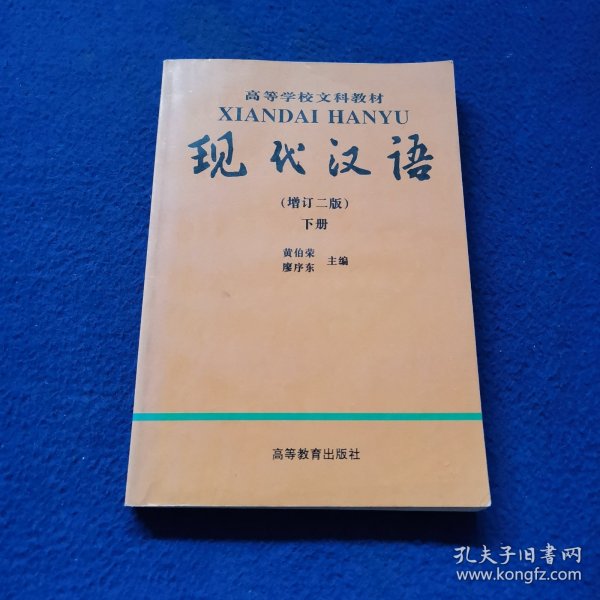 高等学校文科教材
XIANDAI HANYU
现代汉语
(增订二版)
下册
黄伯荣
廖序东 主编
高等教育出版社
孔夫子旧书网
www.kongfz.com